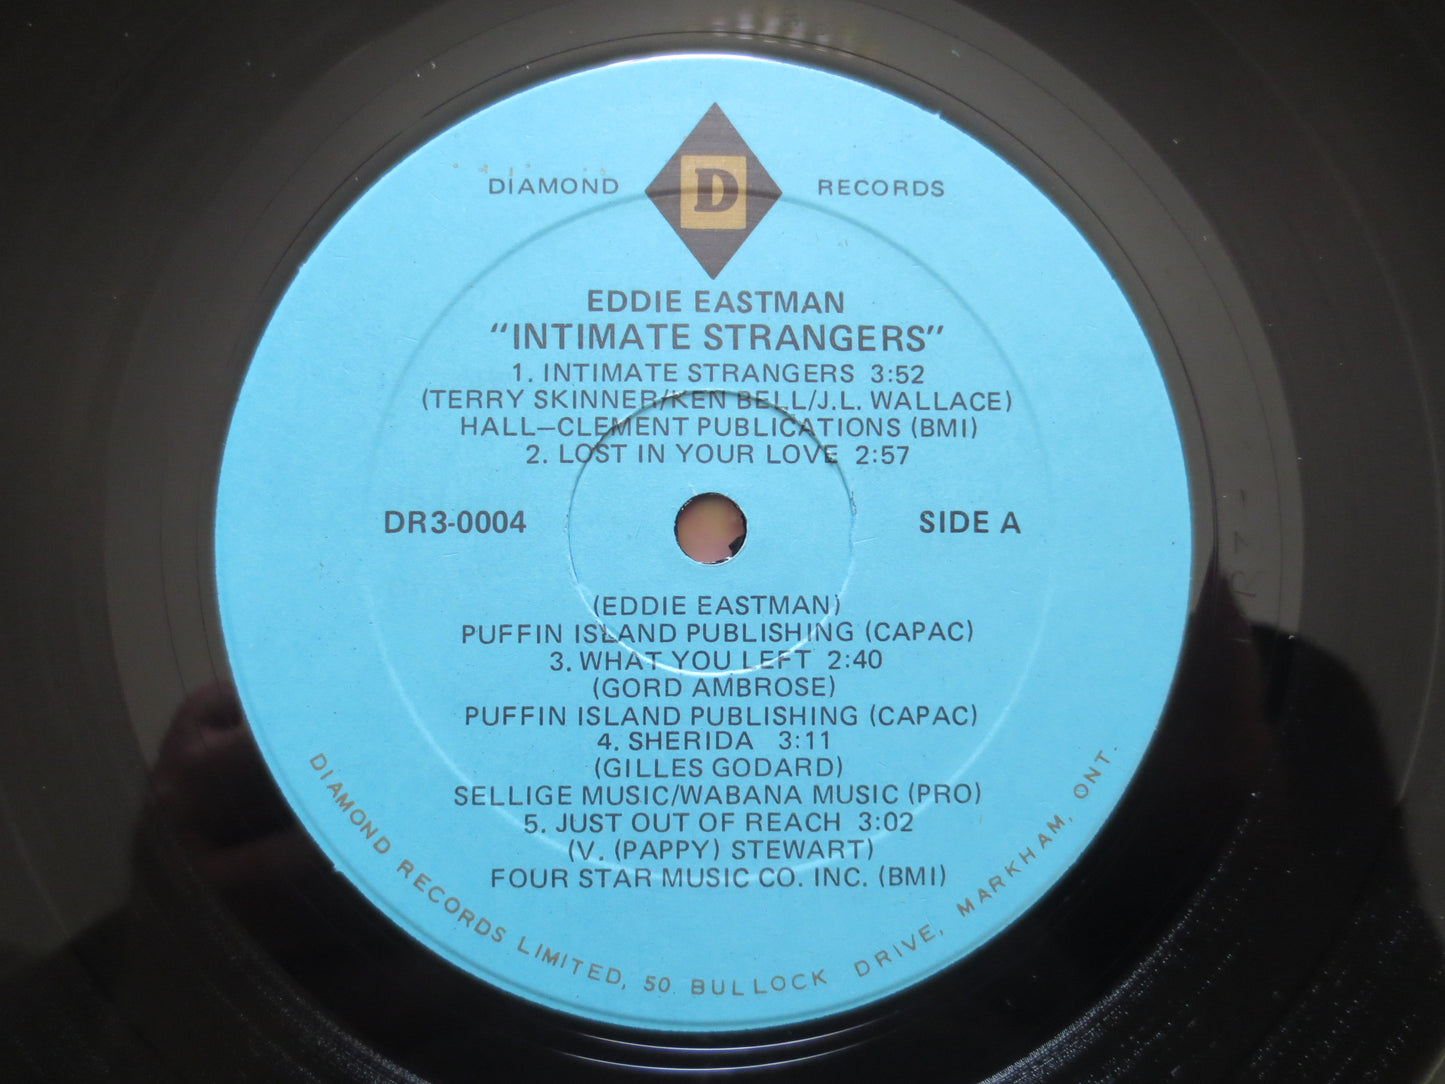 DIAMOND D RECORDS
EDDIE EASTMAN
"INTIMATE STRANGERS"
1. INTIMATE STRANGERS 3:52
(TERRY SKINNER/KEN BELL/J.L. WALLACE)
HALL—CLEMENT PUBLICATIONS (BMI)
2. LOST IN YOUR LOVE 2:57
DR3-0004 SIDE A
(EDDIE EASTMAN)
PUFFIN ISLAND PUBLISHING (CAPAC)
3. WHAT YOU LEFT 2:40
(GORD AMBROSE)
PUFFIN ISLAND PUBLISHING (CAPAC)
4. SHERIDA 3:11
(GILLES GODARD)
SELLIGE MUSIC/WABANA MUSIC (PRO)
5. JUST OUT OF REACH 3:02
(V. (PAPPY) STEWART)
FOUR STAR MUSIC CO. INC. (BMI)
DIAMOND RECORDS LIMITED, 50 BULLOCK DRIVE, MARKHAM, ONT.